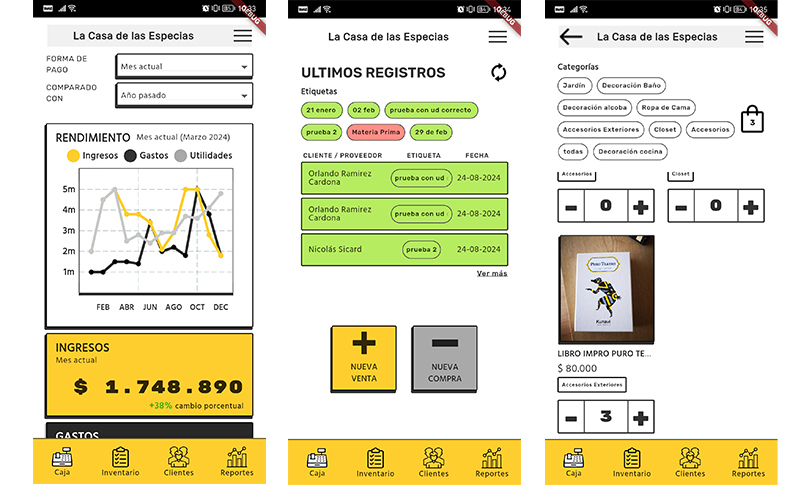 10:33
DEBUG
La Casa de las Especias
FORMA DE PAGO
Mes actual
COMPARADO CON
Año pasado
RENDIMIENTO Mes actual (Marzo 2024)
Ingresos Gastos Utilidades
5m
4m
3m
2m
1m
FEB ABR JUN AGO OCT DEC
INGRESOS
Mes actual
$ 1.748.890
+38% cambio porcentual
GASTOS
Caja Inventario Clientes Reportes
10:34
DEBUG
La Casa de las Especias
ULTIMOS REGISTROS
Etiquetas
21 enero 02 feb prueba con ud correcto
prueba 2 Materia Prima 29 de feb
CLIENTE / PROVEEDOR ETIQUETA FECHA
Orlando Ramirez Cardona prueba con ud 24-08-2024
Orlando Ramirez Cardona prueba con ud 24-08-2024
Nicolás Sicard prueba 2 24-08-2024
Ver más
NUEVA VENTA
NUEVA COMPRA
Caja Inventario Clientes Reportes
10:35
DEBUG
La Casa de las Especias
Categorías
Jardín Decoración Baño
Decoración alcoba Ropa de Cama
Accesorios Exteriores Closet Accesorios
todas Decoración cocina
3
Accesorios Closet
0 0
PURO TEATRO
LIBRO IMPRO PURO TE...
$ 80.000
Accesorios Exteriores
3
Caja Inventario Clientes Reportes